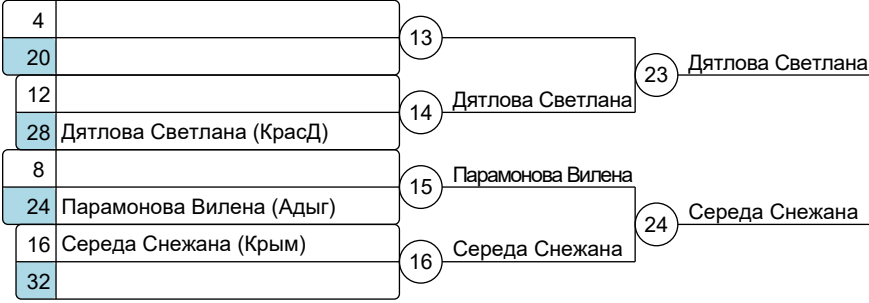 4
20
13
12
28 Дятлова Светлана (КрасД)
14 Дятлова Светлана
23 Дятлова Светлана
8
24 Парамонова Вилена (Адыг)
15 Парамонова Вилена
16 Середа Снежана (Крым)
32
16 Середа Снежана
24 Середа Снежана